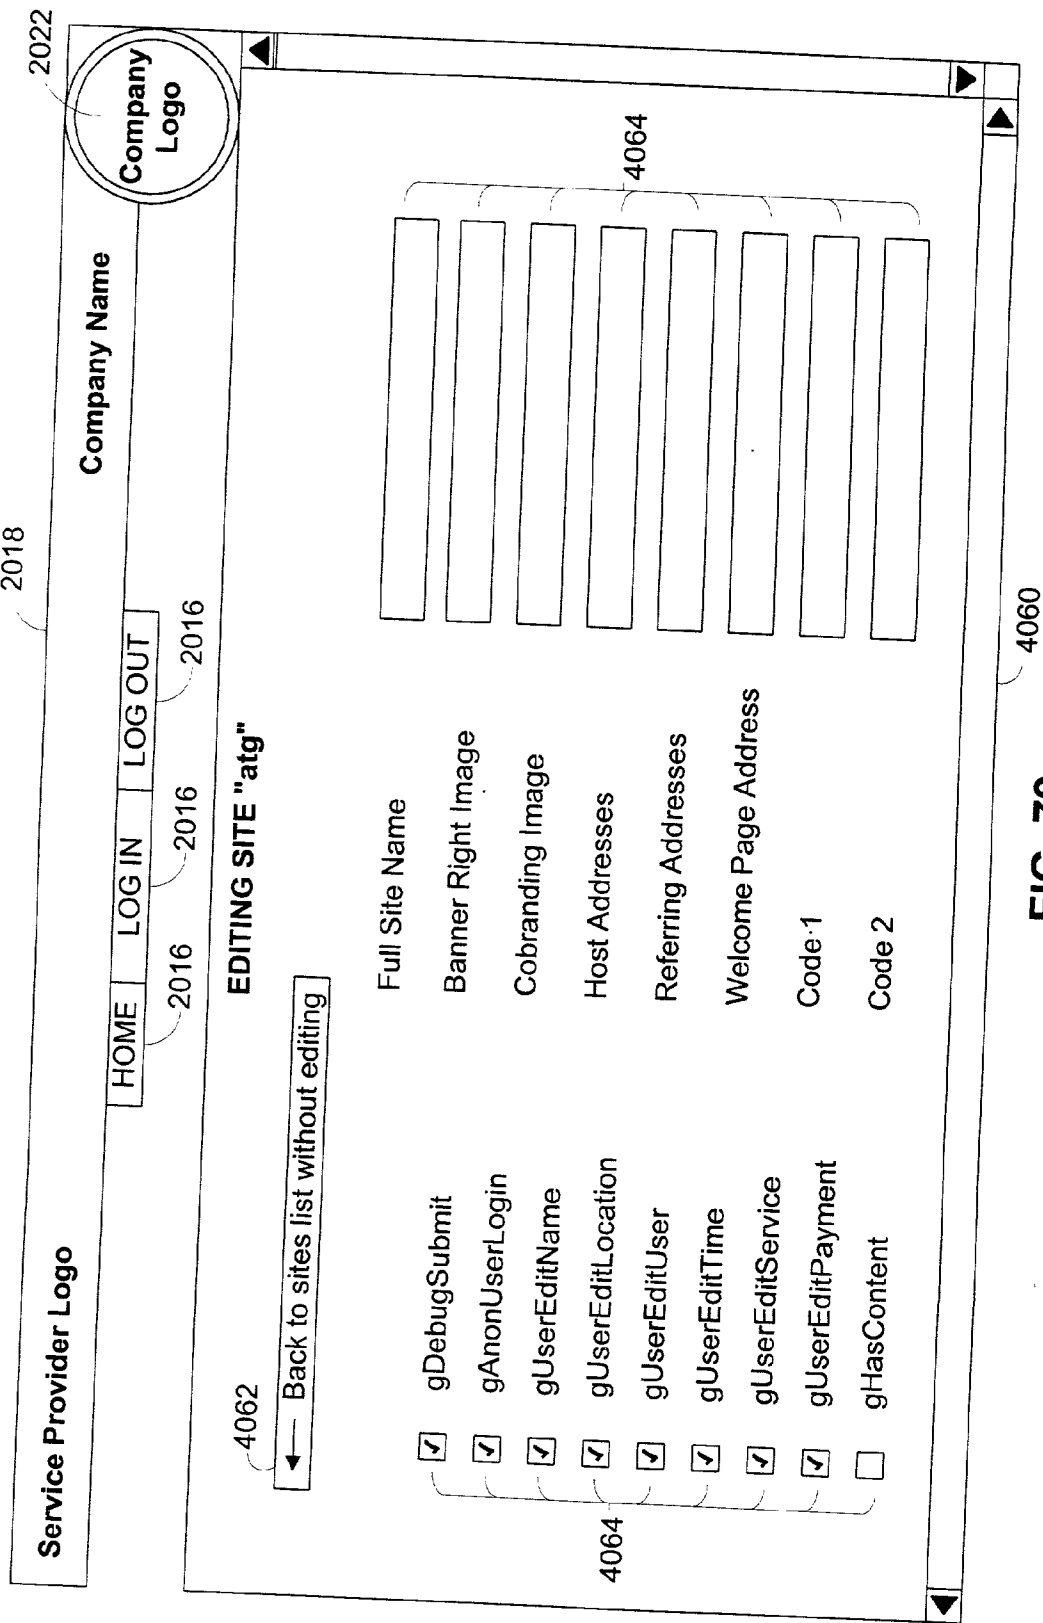 2018
2022
Service Provider Logo
Company Name
Company
Logo
HOME
LOG IN
LOG OUT
2016
2016
2016
EDITING SITE "atg"
4062
← Back to sites list without editing
gDebugSubmit
gAnonUserLogin
gUserEditName
gUserEditLocation
gUserEditUser
gUserEditTime
gUserEditService
gUserEditPayment
gHasContent
4064
Full Site Name
Banner Right Image
Cobranding Image
Host Addresses
Referring Addresses
Welcome Page Address
Code 1
Code 2
4064
4060
FIG.